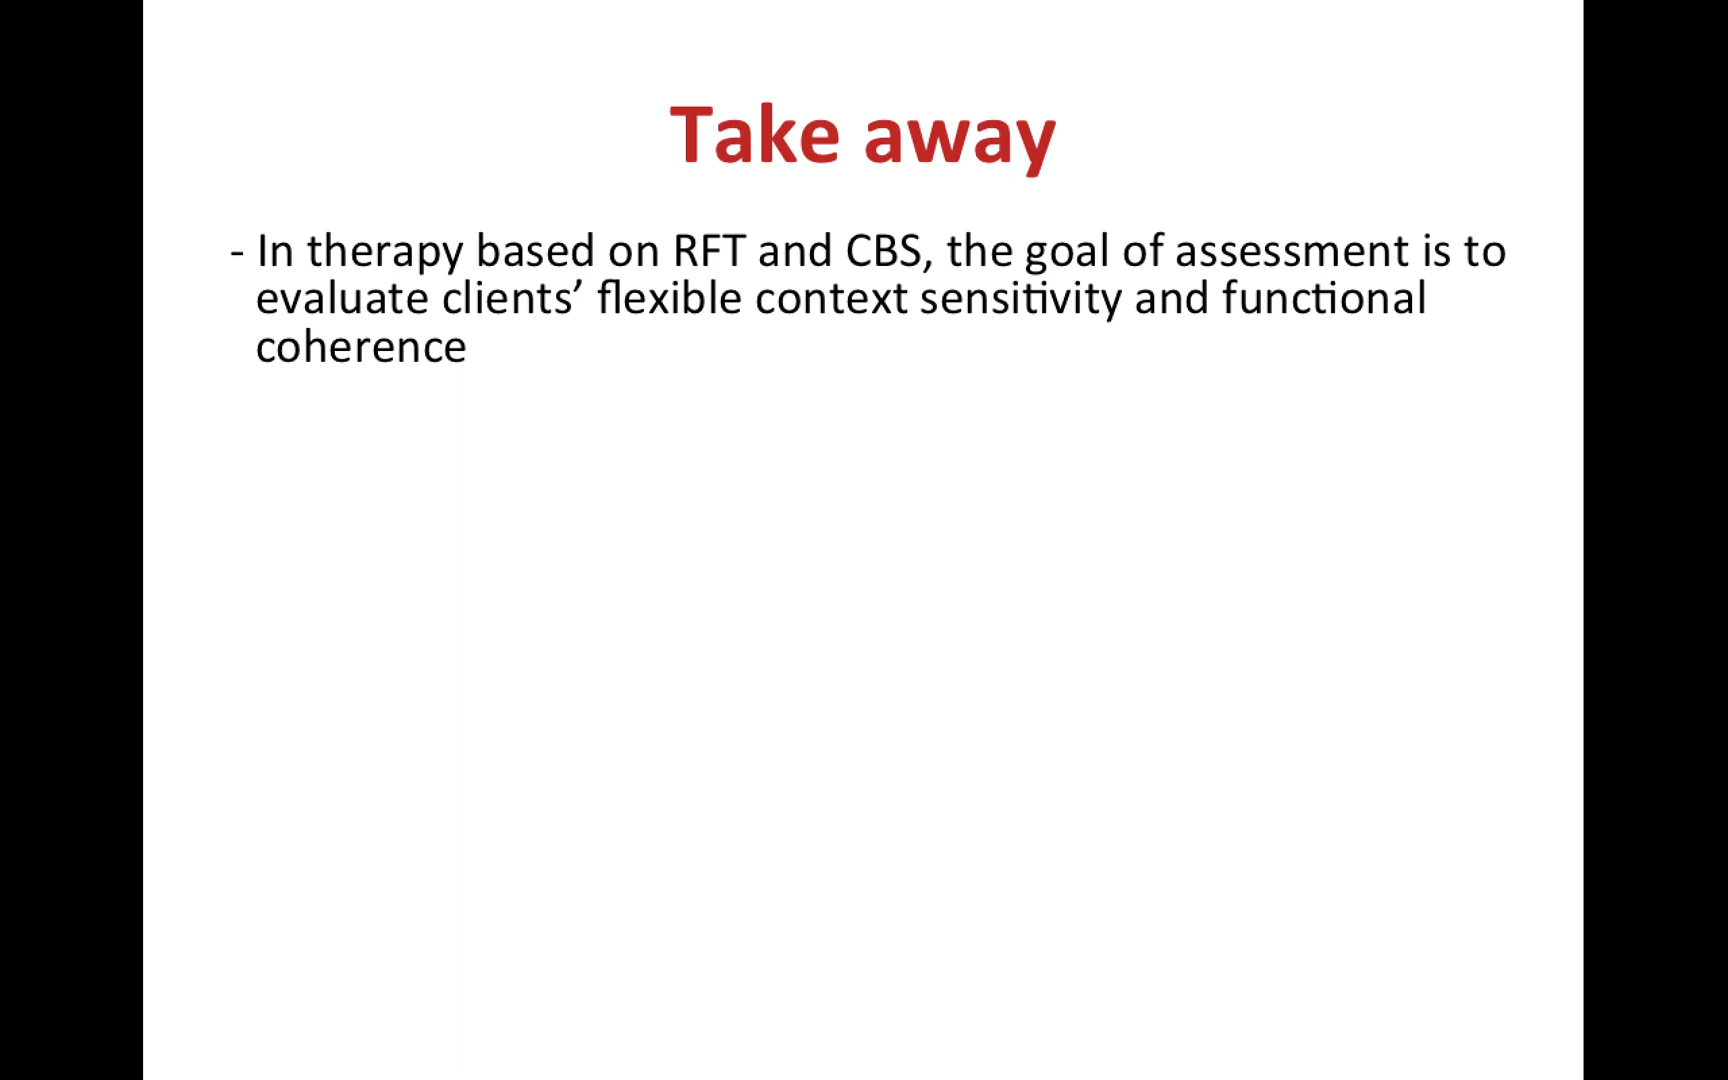 Take away
- In therapy based on RFT and CBS, the goal of assessment is to
evaluate clients’ flexible context sensitivity and functional
coherence